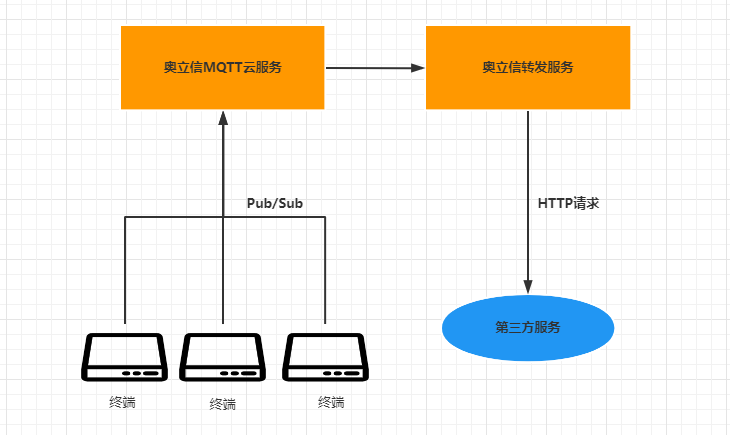 奥立信MQTT云服务
奥立信转发服务
Pub/Sub
HTTP请求
第三方服务
终端
终端
终端